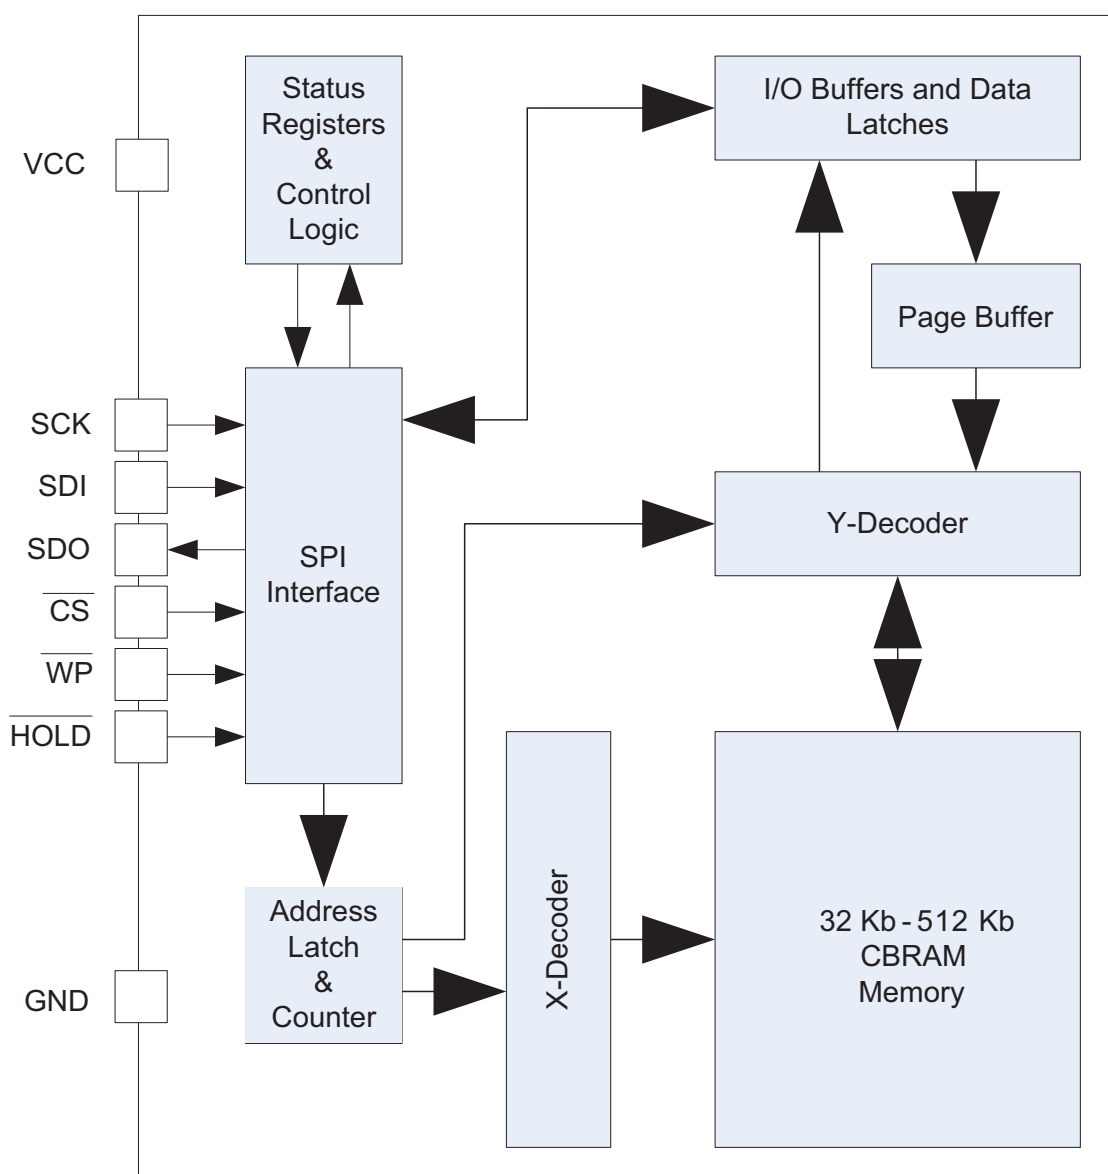 Status
Registers
&
Control
Logic
I/O Buffers and Data
Latches
VCC
Page Buffer
SCK
SDI
SDO
CS
WP
HOLD
SPI
Interface
Y-Decoder
Address
Latch
&
Counter
X-Decoder
32 Kb - 512 Kb
CBRAM
Memory
GND